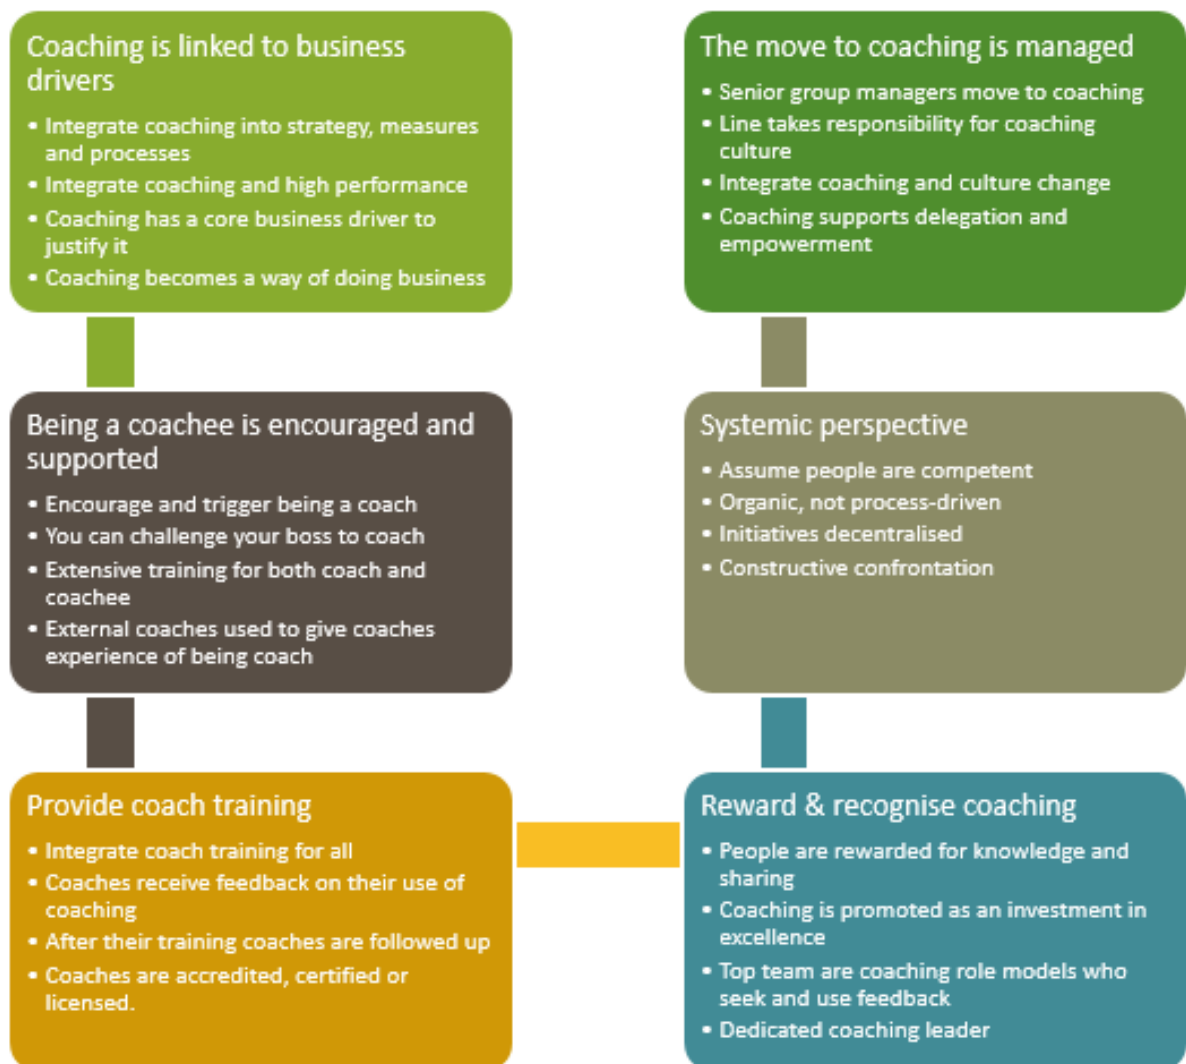 Coaching is linked to business
drivers
• Integrate coaching into strategy, measures
and processes
• Integrate coaching and high performance
• Coaching has a core business driver to
justify it
• Coaching becomes a way of doing business
Being a coachee is encouraged and
supported
• Encourage and trigger being a coach
• You can challenge your boss to coach
• Extensive training for both coach and
coachee
• External coaches used to give coaches
experience of being coach
Provide coach training
• Integrate coach training for all
• Coaches receive feedback on their use of
coaching
• After their training coaches are followed up
• Coaches are accredited, certified or
licensed.
Reward & recognise coaching
• People are rewarded for knowledge and
sharing
• Coaching is promoted as an investment in
excellence
• Top team are coaching role models who
seek and use feedback
• Dedicated coaching leader
Systemic perspective
• Assume people are competent
• Organic, not process-driven
• Initiatives decentralised
• Constructive confrontation
The move to coaching is managed
• Senior group managers move to coaching
• Line takes responsibility for coaching
culture
• Integrate coaching and culture change
• Coaching supports delegation and
empowerment